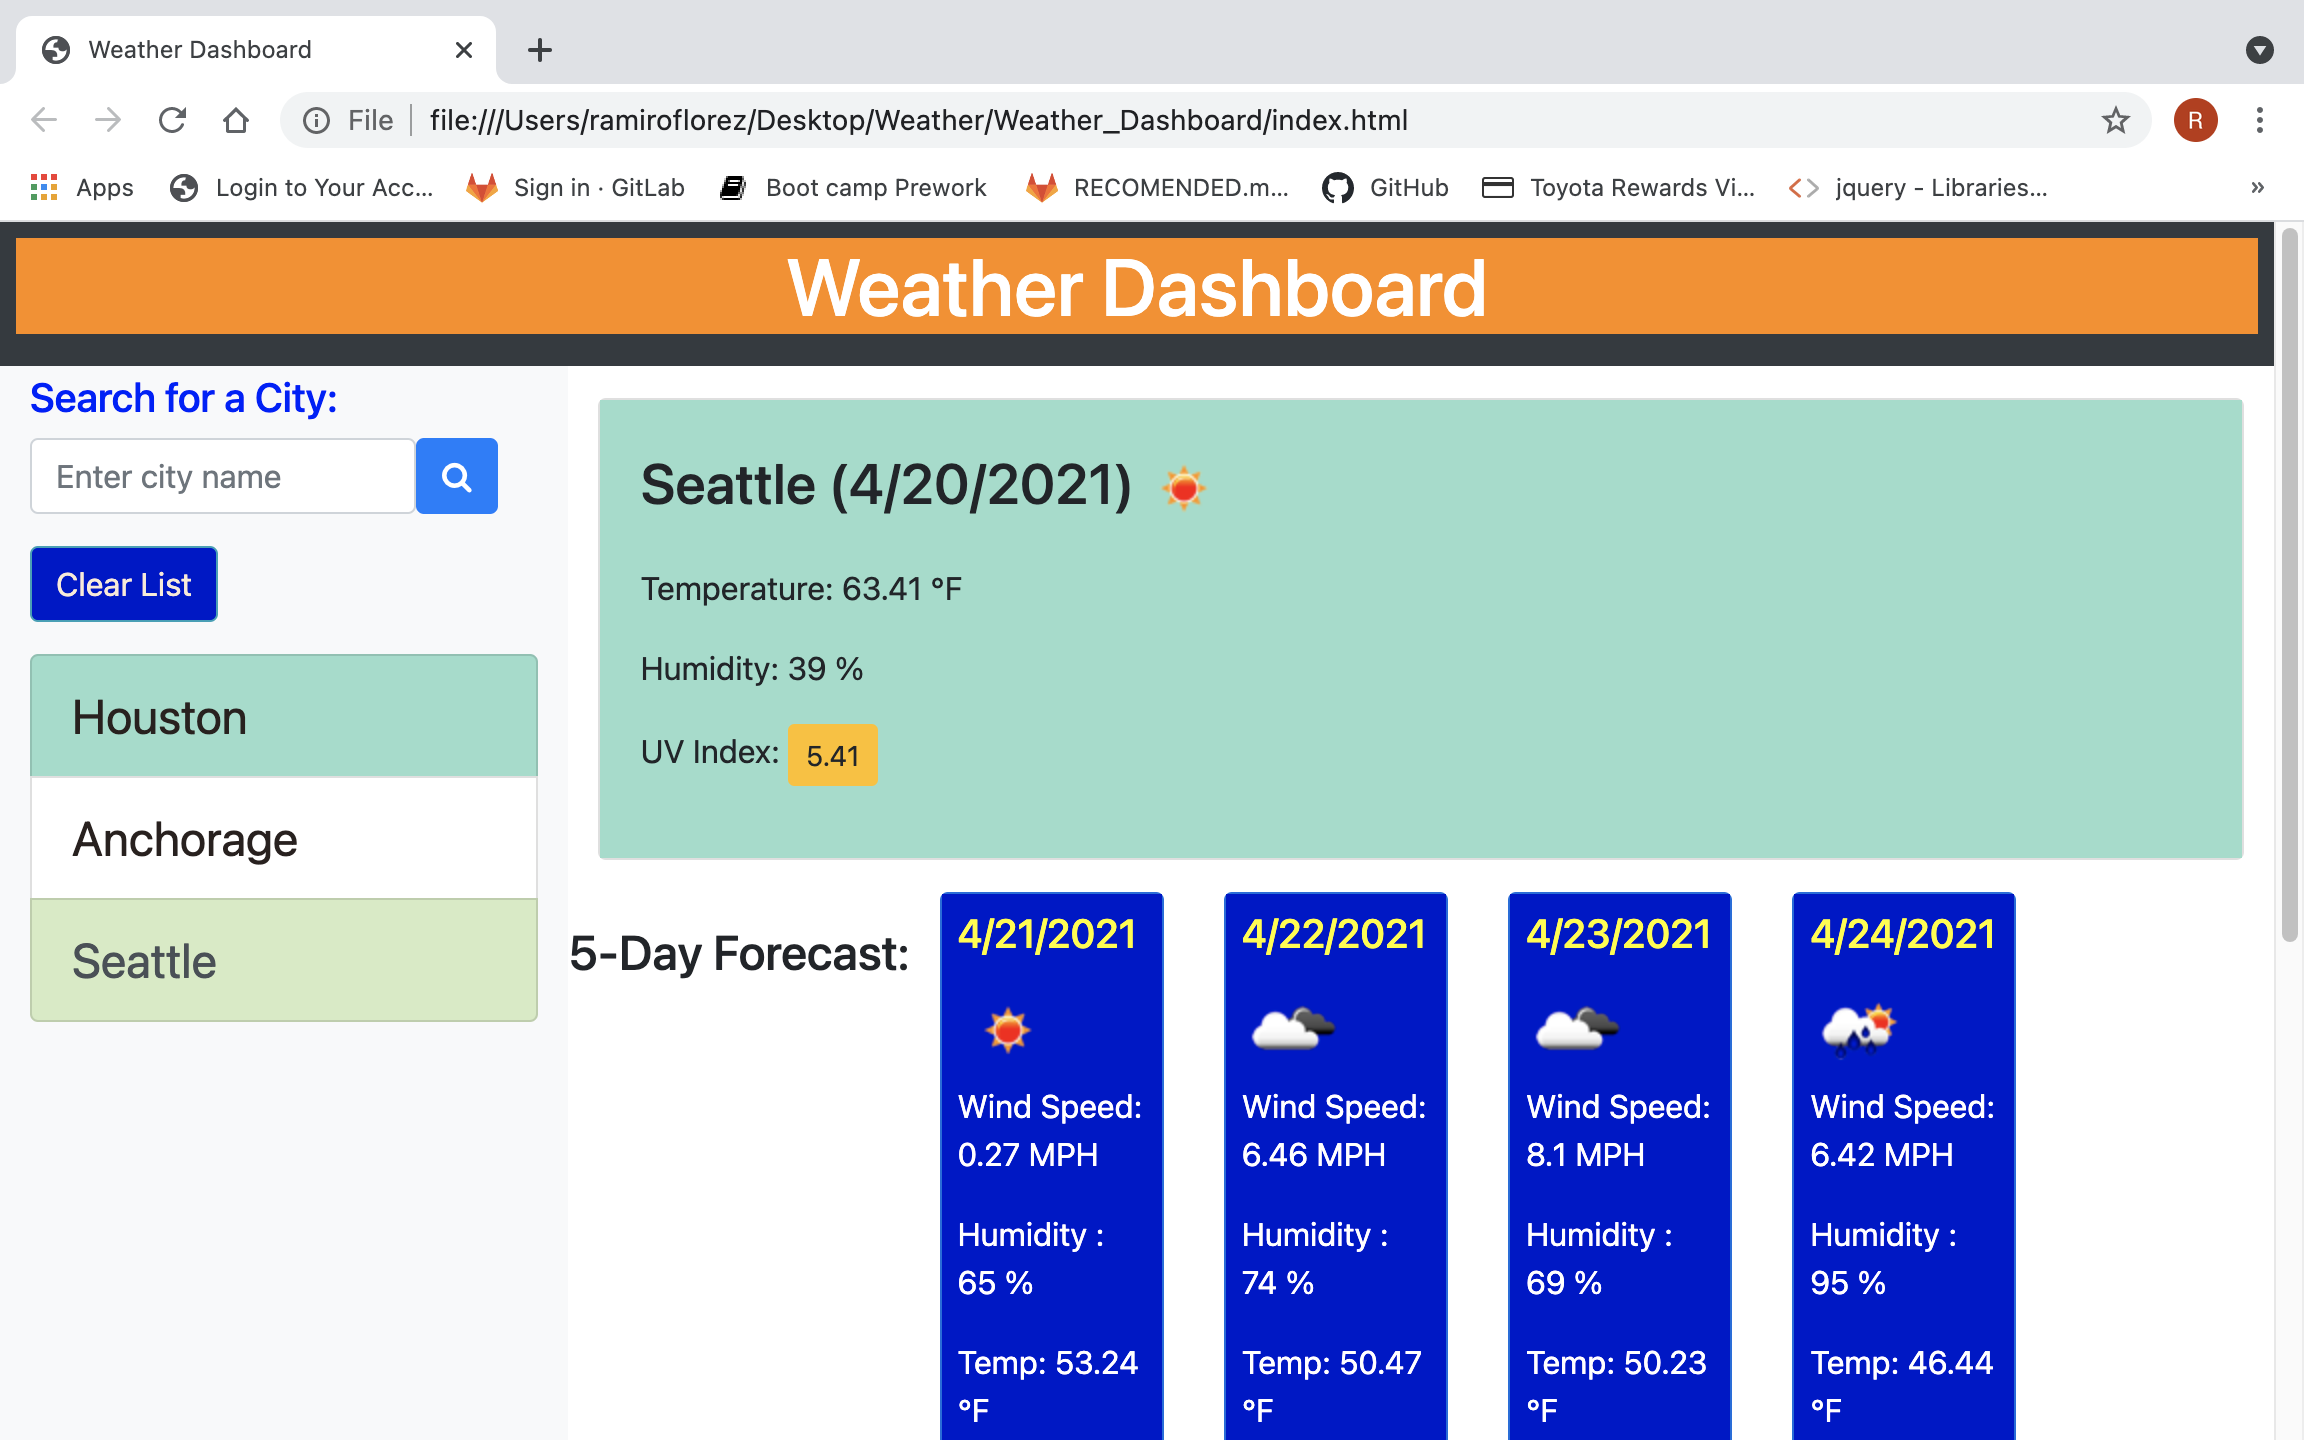 Weather Dashboard
File file:///Users/ramiroflorez/Desktop/Weather/Weather_Dashboard/index.html R
Apps Login to Your Acc... Sign in · GitLab Boot camp Prework RECOMENDED.m... GitHub Toyota Rewards Vi... jquery - Libraries... »
Weather Dashboard
Search for a City:
Enter city name
Clear List
Houston
Anchorage
Seattle
Seattle (4/20/2021)
Temperature: 63.41 °F
Humidity: 39 %
UV Index: 5.41
5-Day Forecast:
4/21/2021
Wind Speed:
0.27 MPH
Humidity :
65 %
Temp: 53.24
°F
4/22/2021
Wind Speed:
6.46 MPH
Humidity :
74 %
Temp: 50.47
°F
4/23/2021
Wind Speed:
8.1 MPH
Humidity :
69 %
Temp: 50.23
°F
4/24/2021
Wind Speed:
6.42 MPH
Humidity :
95 %
Temp: 46.44
°F